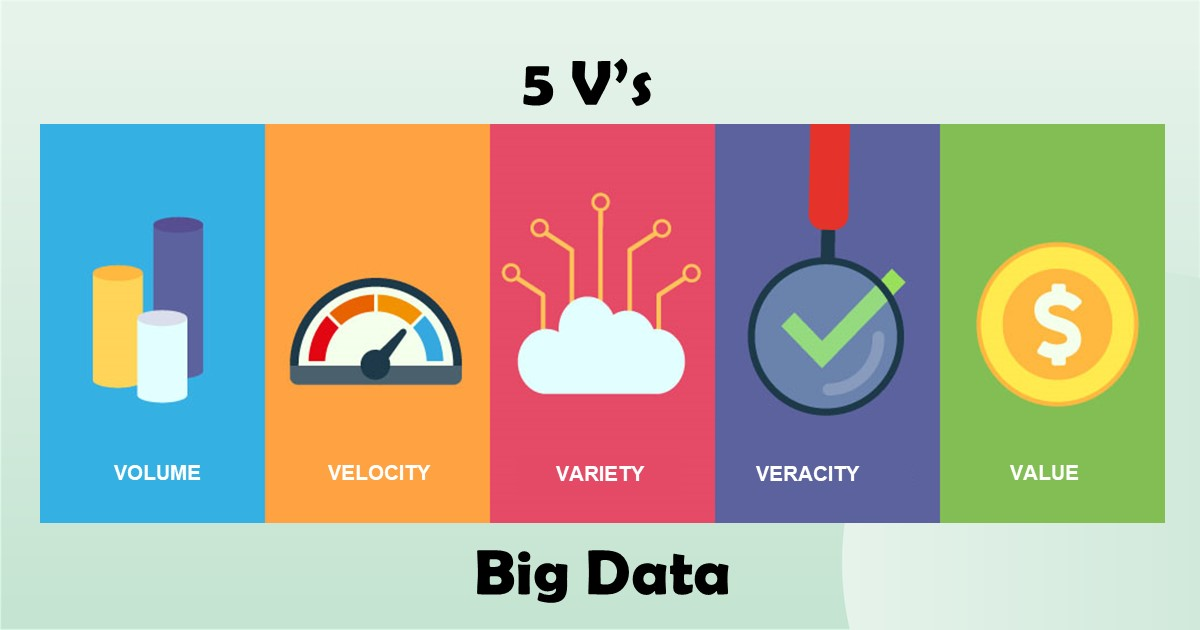 5 V’s
VOLUME
VELOCITY
VARIETY
VERACITY
VALUE
$
Big Data